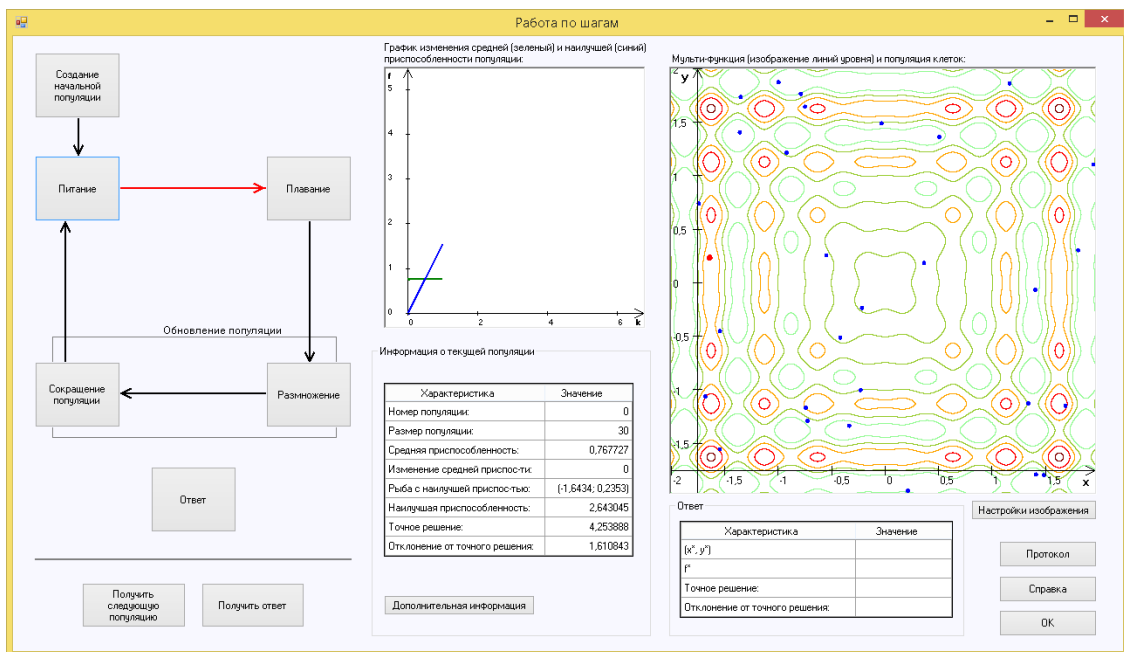 Работа по шагам
Создание
начальной
популяции
Питание
Плавание
Обновление популяции
Сокращение
популяции
Размножение
Ответ
Получить
следующую
популяцию
Получить ответ
График изменения средней (зеленый) и наилучшей (синий)
приспособленности популяции:
f
5
4
3
2
1
0
0 2 4 6 k
Информация о текущей популяции
Характеристика Значение
Номер популяции: 0
Размер популяции: 30
Средняя приспособленность: 0,767727
Изменение средней приспос-ти: 0
Рыба с наилучшей приспос-тью: (-1,6434; 0,2353)
Наилучшая приспособленность: 2,643045
Точное решение: 4,253888
Отклонение от точного решения: 1,610843
Дополнительная информация
Мульти-функция (изображение линий уровня) и популяция клеток:
2 y
1,5
1
0,5
0
-0,5
-1
-1,5
-2 -1,5 -1 -0,5 0 0,5 1 1,5 x
Ответ
Характеристика Значение
(x*, y*)
f*
Точное решение:
Отклонение от точного решения:
Настройки изображения
Протокол
Справка
OK